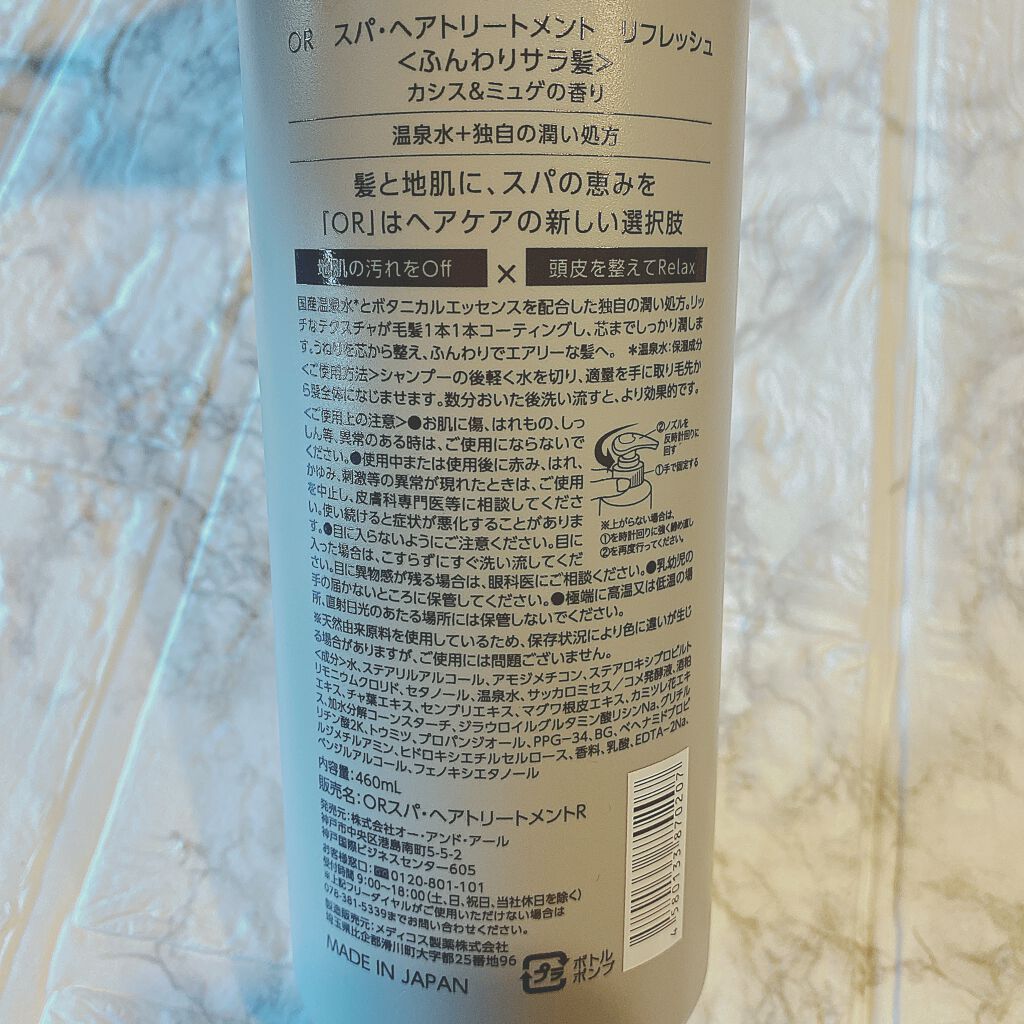 OR スパ・ヘアトリートメント リフレッシュ
<ふんわりサラ髪>
カシス&ミュゲの香り
温泉水+独自の潤い処方
髪と地肌に、スパの恵みを
「OR」はヘアケアの新しい選択肢
地肌の汚れをOff × 頭皮を整えてRelax
国産温泉水*とボタニカルエッセンスを配合した独自の潤い処方。リッ
チなテクスチャが毛髪1本1本コーティングし、芯までしっかり潤しま
す。うねりを芯から整え、ふんわりでエアリーな髪へ。 *温泉水:保湿成分
<ご使用方法>シャンプーの後軽く水を切り、適量を手に取り毛先か
ら髪全体になじませます。数分おいた後洗い流すと、より効果的です。
<ご使用上の注意>●お肌に傷、はれもの、しっ
しん等、異常のある時は、ご使用にならないで
ください。●使用中または使用後に赤み、はれ、
かゆみ、刺激等の異常が現れたときは、ご使用
を中止し、皮膚科専門医等に相談してくださ
い。使い続けると症状が悪化することがありま
す。●目に入らないようにご注意ください。目に
入った場合は、こすらずにすぐ洗い流してくだ
さい。目に異物感が残る場合は、眼科医にご相談ください。●乳幼児の
手の届かないところに保管してください。●極端に高温又は低温の場
所、直射日光のあたる場所には保管しないでください。
②ノズルを
反時計回りに
回す
①手で固定する
※上がらない場合は、
①を時計回りに強く締め直し
②を再度行ってください。
※天然由来原料を使用しているため、保存状況により色に違いが生じ
る場合がありますが、ご使用には問題ございません。
<成分>水、ステアリルアルコール、アモジメチコン、ステアロキシプロピルト
リモニウムクロリド、セタノール、温泉水、サッカロミセス/コメ発酵液、酒粕
エキス、チャ葉エキス、センブリエキス、マグワ根皮エキス、カミツレ花エキ
ス、加水分解コーンスターチ、ジラウロイルグルタミン酸リシンNa、グリチル
リチン酸2K、トウミツ、プロパンジオール、PPG-34、BG、ベヘナミドプロピ
ルジメチルアミン、ヒドロキシエチルセルロース、香料、乳酸、EDTA-2Na、
ベンジルアルコール、フェノキシエタノール
内容量:460mL
販売名:ORスパ・ヘアトリートメントR
発売元:株式会社オー・アンド・アール
神戸市中央区港島南町5-5-2
神戸国際ビジネスセンター605
お客様窓口:0120-801-101
受付時間 9:00~18:00(土、日、祝日、当社休日を除く)
※上記フリーダイヤルがご使用いただけない場合は
078-381-5339までお問い合わせください。
製造販売元:メディコス製薬株式会社
埼玉県比企郡滑川町大字都25番地96
MADE IN JAPAN
プラ
ボトル
ポンプ
4580133870207